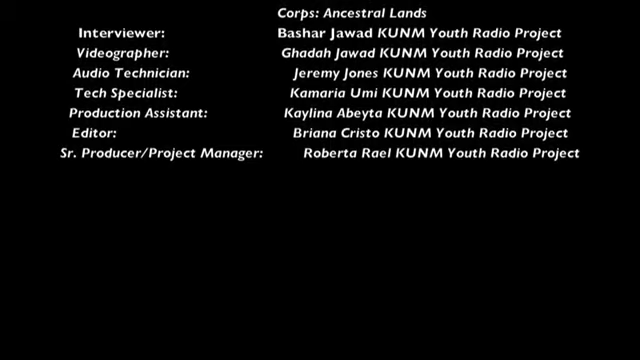 Corps: Ancestral Lands
Interviewer: Bashar Jawad KUNM Youth Radio Project
Videographer: Ghadah Jawad KUNM Youth Radio Project
Audio Technician: Jeremy Jones KUNM Youth Radio Project
Tech Specialist: Kamaria Umi KUNM Youth Radio Project
Production Assistant: Kaylina Abeyta KUNM Youth Radio Project
Editor: Briana Cristo KUNM Youth Radio Project
Sr. Producer/Project Manager: Roberta Rael KUNM Youth Radio Project